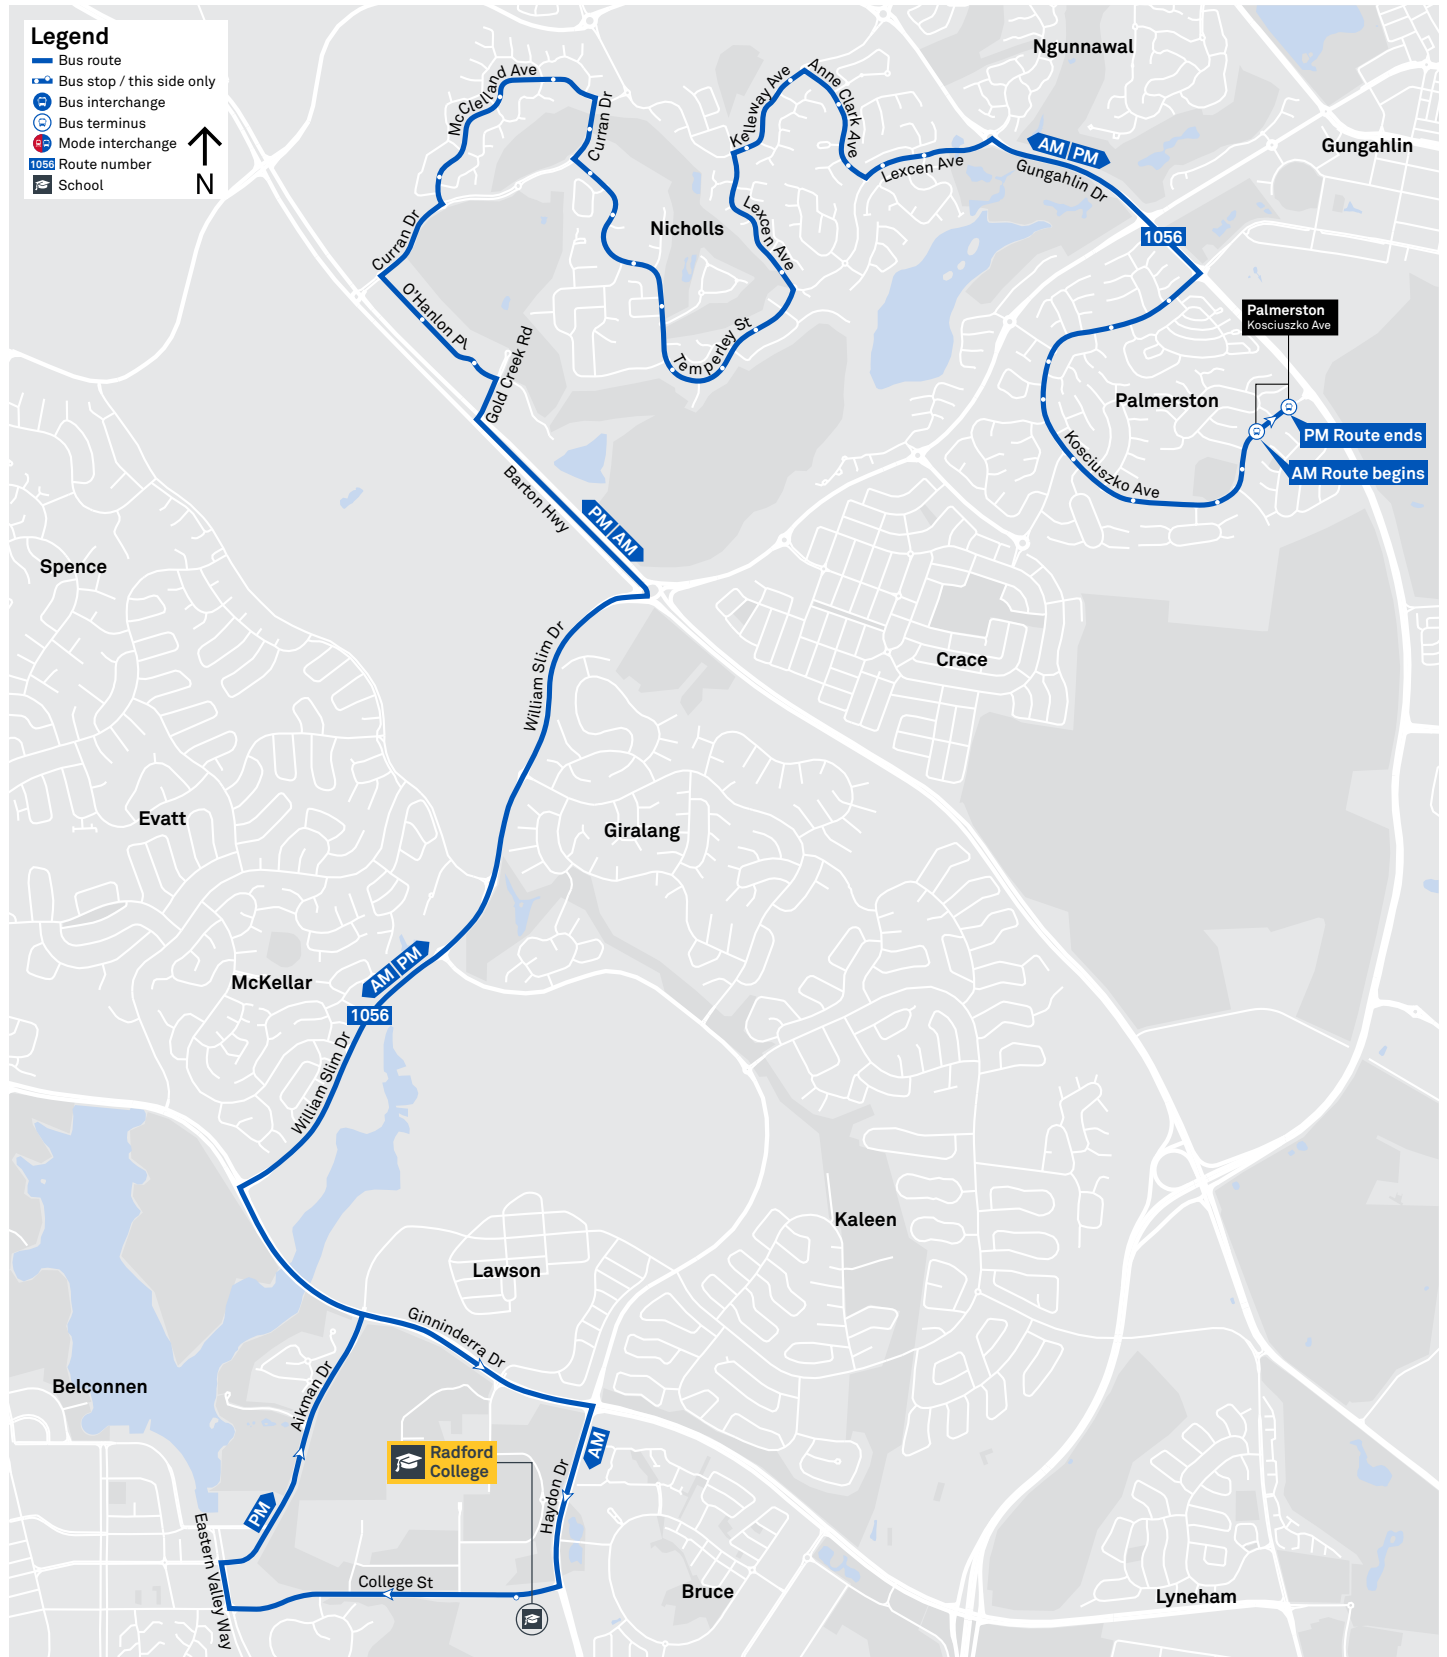 Legend
Bus route
Bus stop / this side only
Bus interchange
Bus terminus
Mode interchange
1056 Route number
School
N
Ngunnawal
Gungahlin
McClelland Ave
Curran Dr
Kelleway Ave
Anne Clark Ave
Lexcen Ave
AM PM
Gungahlin Dr
1056
Nicholls
Lexcen Ave
Curran Dr
O'Hanlon Pl
Gold Creek Rd
Temperley St
Palmerston
Kosciuszko Ave
Palmerston
PM Route ends
AM Route begins
Kosciuszko Ave
Barton Hwy
PM AM
Spence
William Slim Dr
Crace
Evatt
Giralang
McKellar
AM PM
1056
William Slim Dr
Kaleen
Lawson
Ginninderra Dr
Belconnen
Aikman Dr
Radford
College
AM
Haydon Dr
PM
Eastern Valley Way
College St
Bruce
Lyneham